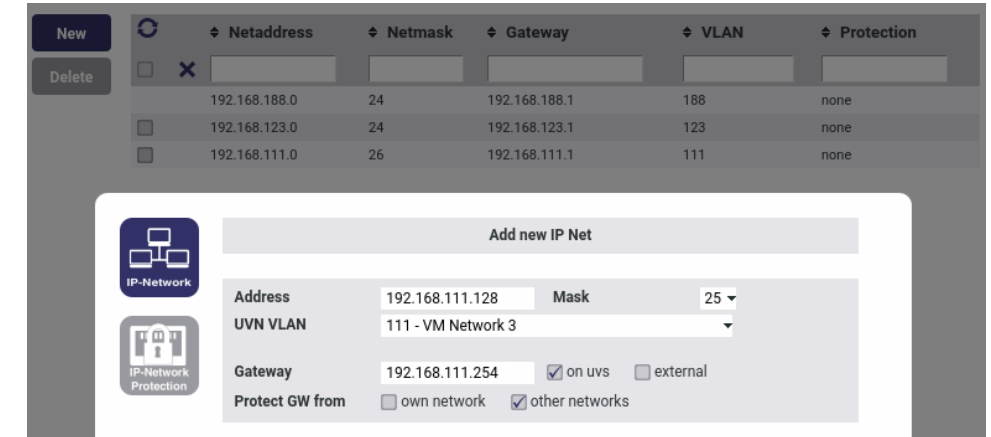 New
Delete
Netaddress Netmask Gateway VLAN Protection
192.168.188.0 24 192.168.188.1 188 none
192.168.123.0 24 192.168.123.1 123 none
192.168.111.0 26 192.168.111.1 111 none
Add new IP Net
IP-Network
IP-Network
Protection
Address 192.168.111.128 Mask 25
UVN VLAN 111 - VM Network 3
Gateway 192.168.111.254 on uvs external
Protect GW from own network other networks